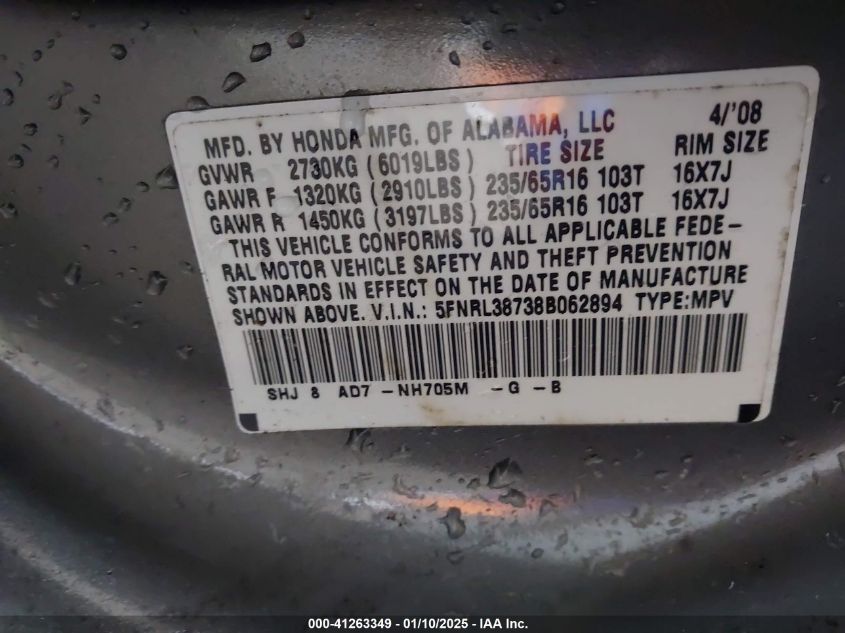 MFD. BY HONDA MFG. OF ALABAMA, LLC 4/'08
GVWR 2730KG (6019LBS) TIRE SIZE RIM SIZE
GAWR F 1320KG (2910LBS) 235/65R16 103T 16X7J
GAWR R 1450KG (3197LBS) 235/65R16 103T 16X7J
THIS VEHICLE CONFORMS TO ALL APPLICABLE FEDE-
RAL MOTOR VEHICLE SAFETY AND THEFT PREVENTION
STANDARDS IN EFFECT ON THE DATE OF MANUFACTURE
SHOWN ABOVE. V.I.N.: 5FNRL38738B062894 TYPE:MPV
SHJ 8 AD7 -NH705M -G -B
000-41263349 - 01/10/2025 - IAA Inc.